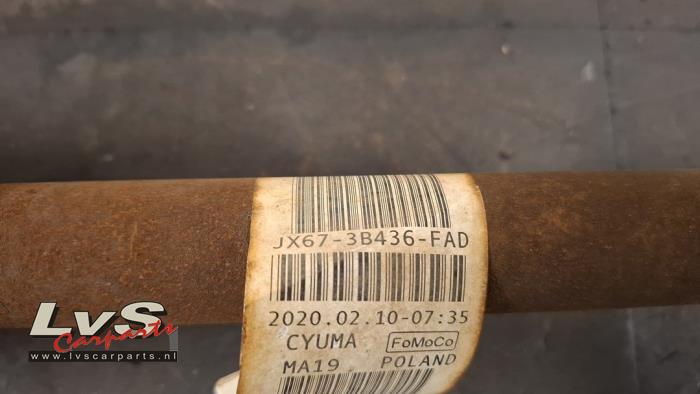 JX67-3B436-FAD
2020.02.10-07:35
CYUMA FoMoCo
MA19 POLAND
LvS
Carparts
www.lvscarparts.nl